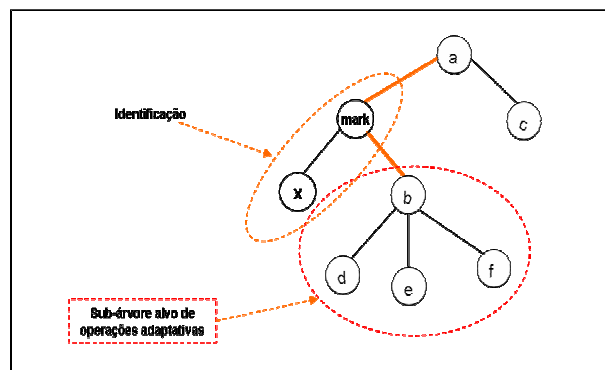 a
Identificação
mark
c
x
b
d
e
f
Sub-árvore alvo de
operações adaptativas